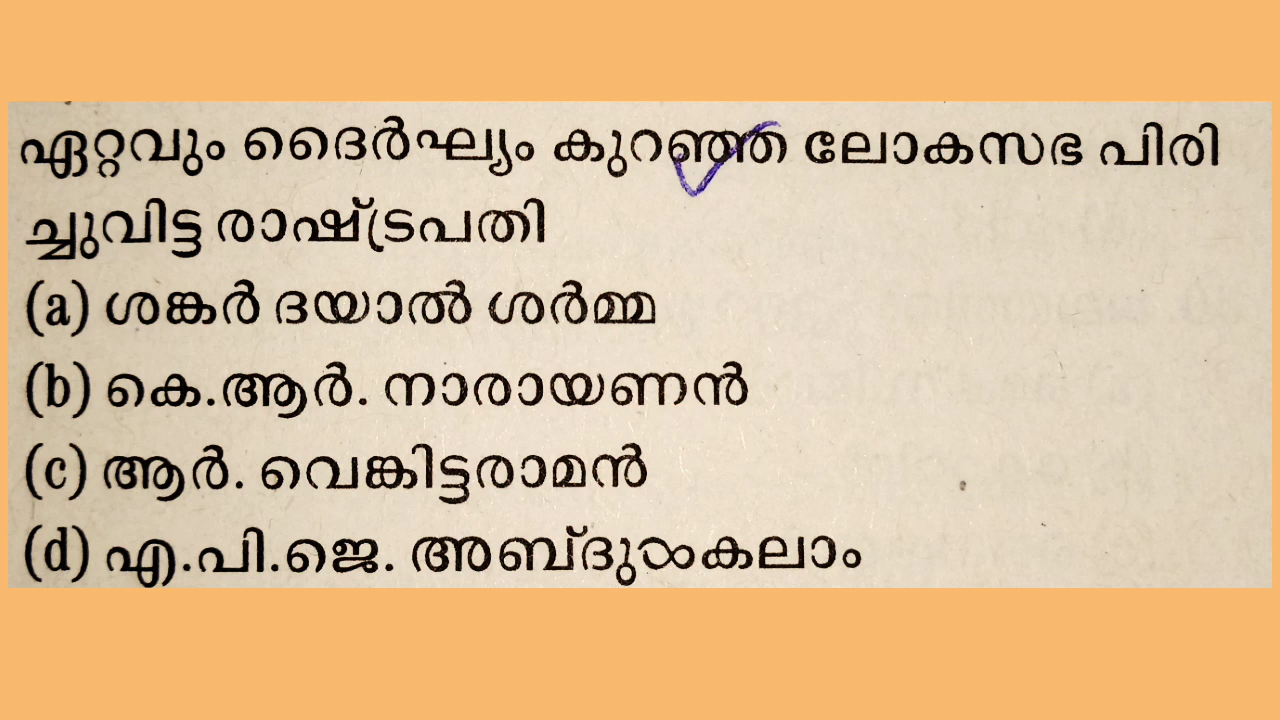 ഏറ്റവും ദൈർഘ്യം കുറഞ്ഞ ലോകസഭ പിരി
ച്ചുവിട്ട രാഷ്ട്രപതി
(a) ശങ്കർ ദയാൽ ശർമ്മ
(b) കെ.ആർ. നാരായണൻ
(c) ആർ. വെങ്കിട്ടരാമൻ
(d) എ.പി.ജെ. അബ്ദുൾകലാം